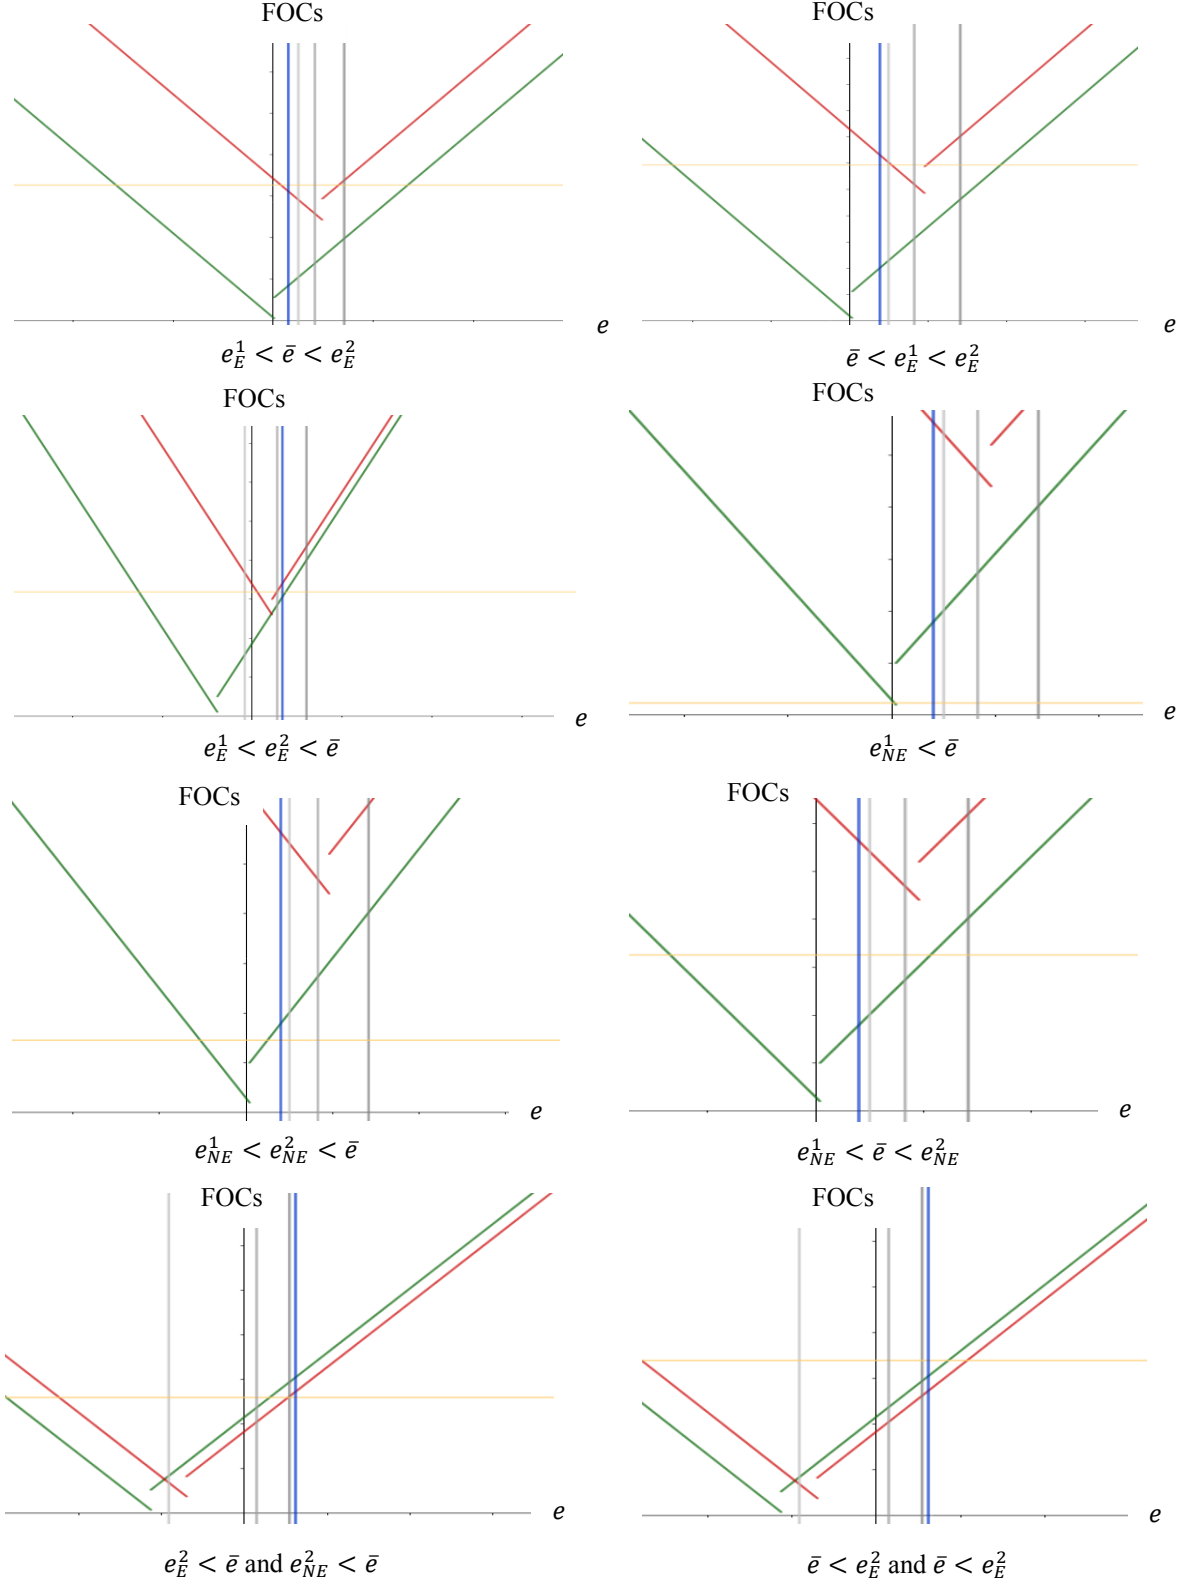 FOCs FOCs
e e
e_E^1 < ē < e_E^2 ē < e_E^1 < e_E^2
FOCs FOCs
e e
e_E^1 < e_E^2 < ē e_NE^1 < ē
FOCs FOCs
e e
e_NE^1 < e_NE^2 < ē e_NE^1 < ē < e_NE^2
FOCs FOCs
e e
e_E^2 < ē and e_NE^2 < ē ē < e_E^2 and ē < e_E^2